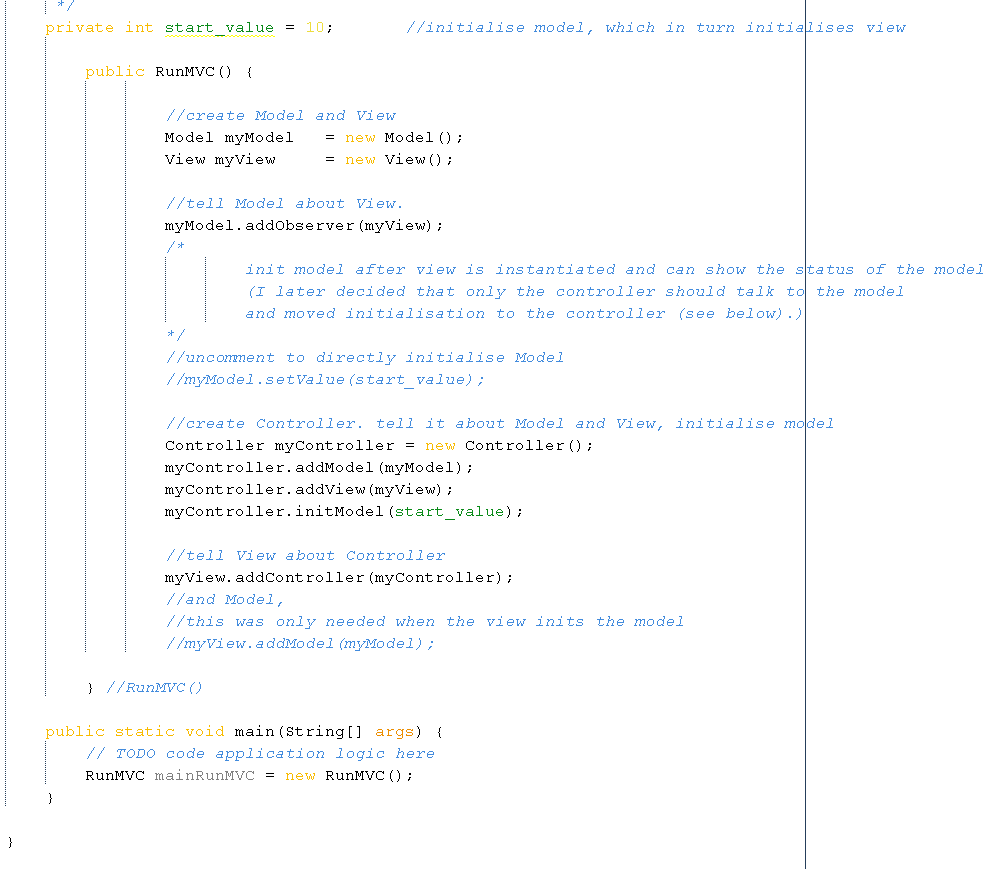 */
private int start_value = 10;        //initialise model, which in turn initialises view
public RunMVC() {
//create Model and View
Model myModel   = new Model();
View myView     = new View();
//tell Model about View.
myModel.addObserver(myView);
/*
init model after view is instantiated and can show the status of the model
(I later decided that only the controller should talk to the model
and moved initialisation to the controller (see below).)
*/
//uncomment to directly initialise Model
//myModel.setValue(start_value);
//create Controller. tell it about Model and View, initialise model
Controller myController = new Controller();
myController.addModel(myModel);
myController.addView(myView);
myController.initModel(start_value);
//tell View about Controller
myView.addController(myController);
//and Model,
//this was only needed when the view inits the model
//myView.addModel(myModel);
} //RunMVC()
public static void main(String[] args) {
// TODO code application logic here
RunMVC mainRunMVC = new RunMVC();
}
}